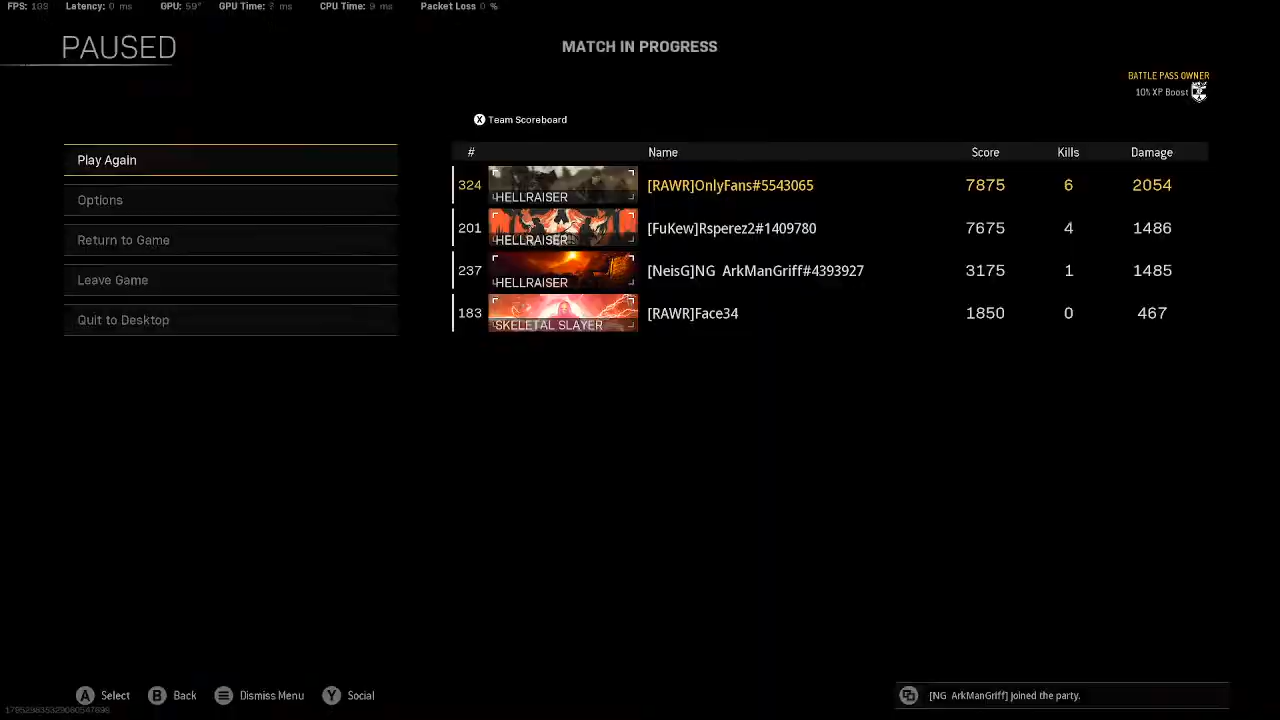 FPS: 103 Latency: 0 ms GPU: 59° GPU Time: 7 ms CPU Time: 9 ms Packet Loss 0 %
PAUSED
MATCH IN PROGRESS
BATTLE PASS OWNER
10% XP Boost
X Team Scoreboard
# Name Score Kills Damage
Play Again
Options
Return to Game
Leave Game
Quit to Desktop
324 HELLRAISER [RAWR]OnlyFans#5543065 7875 6 2054
201 HELLRAISER [FuKew]Rsperez2#1409780 7675 4 1486
237 HELLRAISER [NeisG]NG ArkManGriff#4393927 3175 1 1485
183 SKELETAL SLAYER [RAWR]Face34 1850 0 467
A Select B Back Dismiss Menu Y Social
[NG ArkManGriff] joined the party.